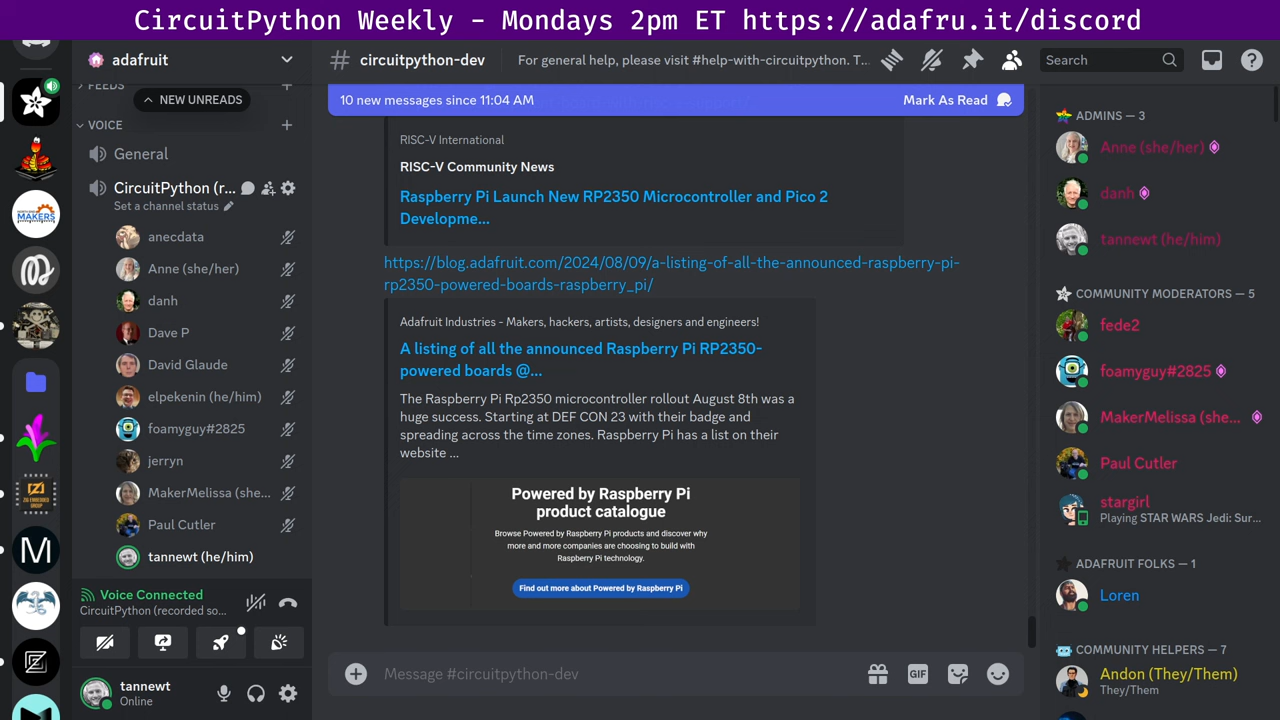 CircuitPython Weekly - Mondays 2pm ET https://adafru.it/discord
adafruit
FEEDS
NEW UNREADS
VOICE
General
CircuitPython (r...
Set a channel status
anecdata
Anne (she/her)
danh
Dave P
David Glaude
elpekenin (he/him)
foamyguy#2825
jerryn
MakerMelissa (she...
Paul Cutler
tannewt (he/him)
Voice Connected
CircuitPython (recorded so...
tannewt
Online
circuitpython-dev
For general help, please visit #help-with-circuitpython. T...
Search
10 new messages since 11:04 AM
Mark As Read
RISC-V International
RISC-V Community News
Raspberry Pi Launch New RP2350 Microcontroller and Pico 2
Developme...
https://blog.adafruit.com/2024/08/09/a-listing-of-all-the-announced-raspberry-pi-
rp2350-powered-boards-raspberry_pi/
Adafruit Industries - Makers, hackers, artists, designers and engineers!
A listing of all the announced Raspberry Pi RP2350-
powered boards @...
The Raspberry Pi Rp2350 microcontroller rollout August 8th was a
huge success. Starting at DEF CON 23 with their badge and
spreading across the time zones. Raspberry Pi has a list on their
website ...
Powered by Raspberry Pi
product catalogue
Browse Powered by Raspberry Pi products and discover why
more and more companies are choosing to build with
Raspberry Pi technology.
Find out more about Powered by Raspberry Pi
Message #circuitpython-dev
GIF
ADMINS — 3
Anne (she/her)
danh
tannewt (he/him)
COMMUNITY MODERATORS — 5
fede2
foamyguy#2825
MakerMelissa (she...
Paul Cutler
stargirl
Playing STAR WARS Jedi: Sur...
ADAFRUIT FOLKS — 1
Loren
COMMUNITY HELPERS — 7
Andon (They/Them)
They/Them